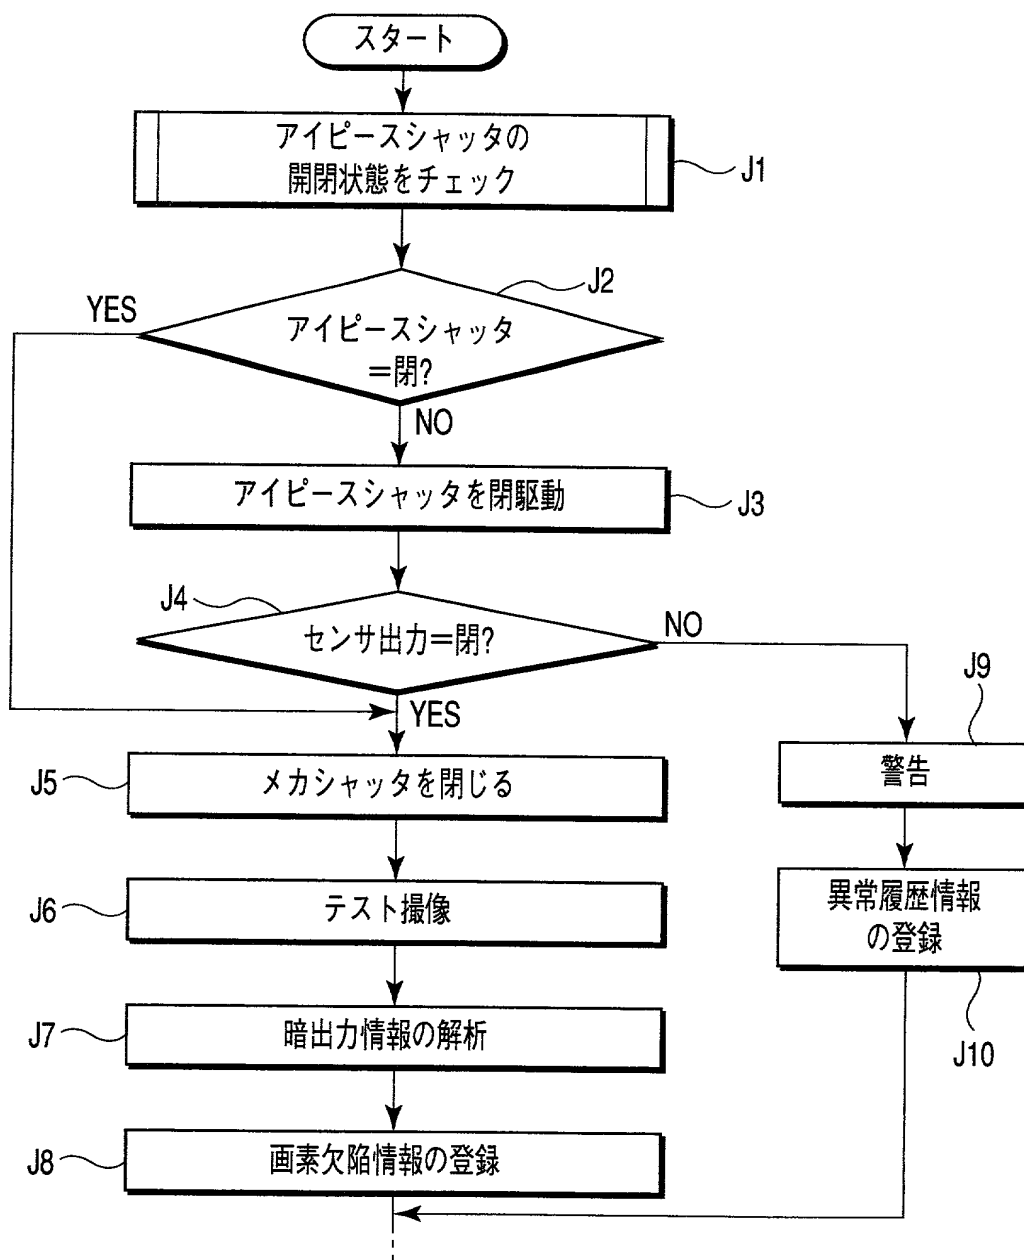 スタート
アイピースシャッタの
開閉状態をチェック
J1
J2
YES
アイピースシャッタ
=閉?
NO
アイピースシャッタを閉駆動
J3
J4
センサ出力=閉?
NO
J9
YES
警告
J5
メカシャッタを閉じる
異常履歴情報
の登録
J6
テスト撮像
J10
J7
暗出力情報の解析
J8
画素欠陥情報の登録